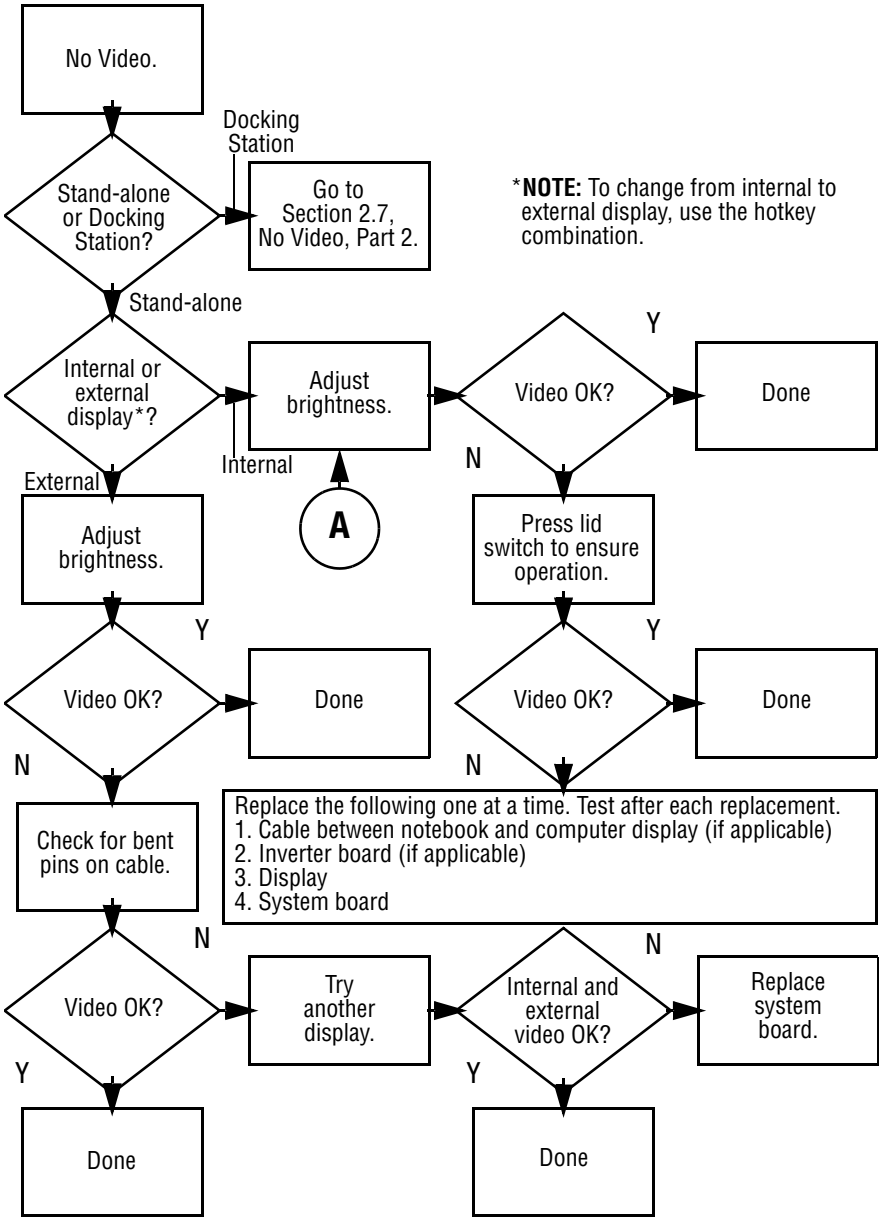 No Video.
Docking
Station
Stand-alone
or Docking
Station?
Go to
Section 2.7,
No Video, Part 2.
*NOTE: To change from internal to
external display, use the hotkey
combination.
Stand-alone
Internal or
external
display*?
Internal
Adjust
brightness.
A
Video OK?
Y
Done
N
Press lid
switch to ensure
operation.
Video OK?
Y
Done
N
Replace the following one at a time. Test after each replacement.
1. Cable between notebook and computer display (if applicable)
2. Inverter board (if applicable)
3. Display
4. System board
External
Adjust
brightness.
Video OK?
Y
Done
N
Check for bent
pins on cable.
Video OK?
N
Try
another
display.
Internal and
external
video OK?
N
Replace
system
board.
Y
Done
Y
Done